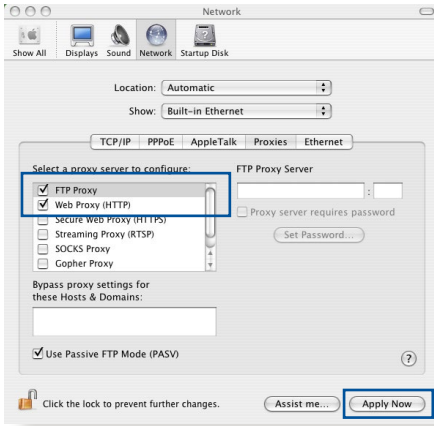 Network
Show All Displays Sound Network Startup Disk
Location: Automatic
Show: Built-in Ethernet
TCP/IP PPPoE AppleTalk Proxies Ethernet
Select a proxy server to configure: FTP Proxy Server
FTP Proxy
Web Proxy (HTTP)
Secure Web Proxy (HTTPS)
Streaming Proxy (RTSP)
SOCKS Proxy
Gopher Proxy
:
Proxy server requires password
Set Password...
Bypass proxy settings for
these Hosts & Domains:
Use Passive FTP Mode (PASV)
?
Click the lock to prevent further changes. Assist me... Apply Now